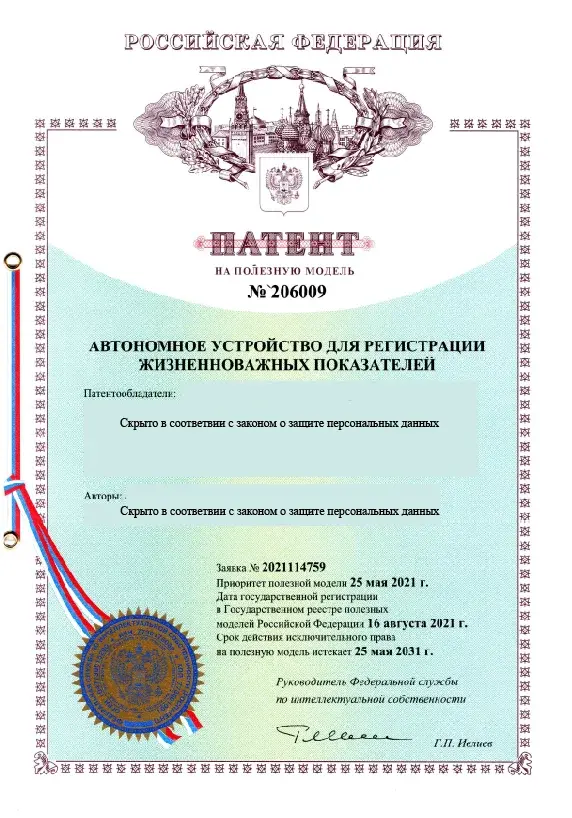 РОССИЙСКАЯ ФЕДЕРАЦИЯ
ПАТЕНТ
НА ПОЛЕЗНУЮ МОДЕЛЬ
№ 206009
АВТОНОМНОЕ УСТРОЙСТВО ДЛЯ РЕГИСТРАЦИИ
ЖИЗНЕННОВАЖНЫХ ПОКАЗАТЕЛЕЙ
Патентообладатели:
Скрыто в соответвии с законом о защите персональных данных
Авторы:
Скрыто в соответвии с законом о защите персональных данных
Заявка № 2021114759
Приоритет полезной модели 25 мая 2021 г.
Дата государственной регистрации
в Государственном реестре полезных
моделей Российской Федерации 16 августа 2021 г.
Срок действия исключительного права
на полезную модель истекает 25 мая 2031 г.
Руководитель Федеральной службы
по интеллектуальной собственности
Г.П. Ивлиев